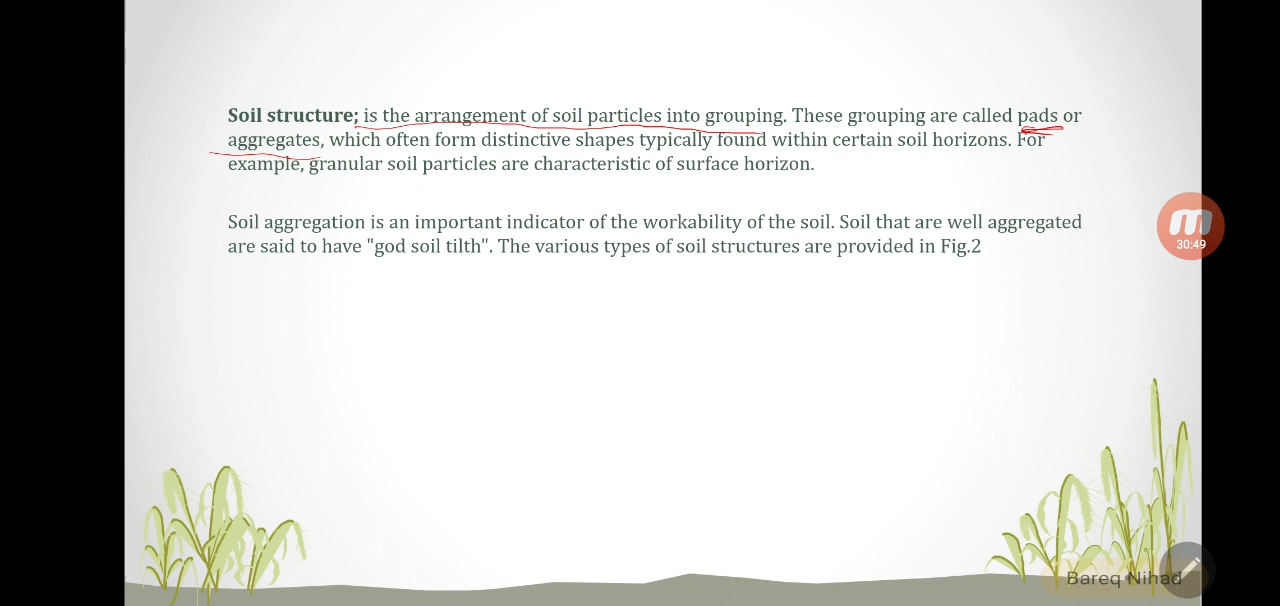 Soil structure; is the arrangement of soil particles into grouping. These grouping are called pads or
aggregates, which often form distinctive shapes typically found within certain soil horizons. For
example, granular soil particles are characteristic of surface horizon.
Soil aggregation is an important indicator of the workability of the soil. Soil that are well aggregated
are said to have "god soil tilth". The various types of soil structures are provided in Fig.2
30:49
Bareq Nihad